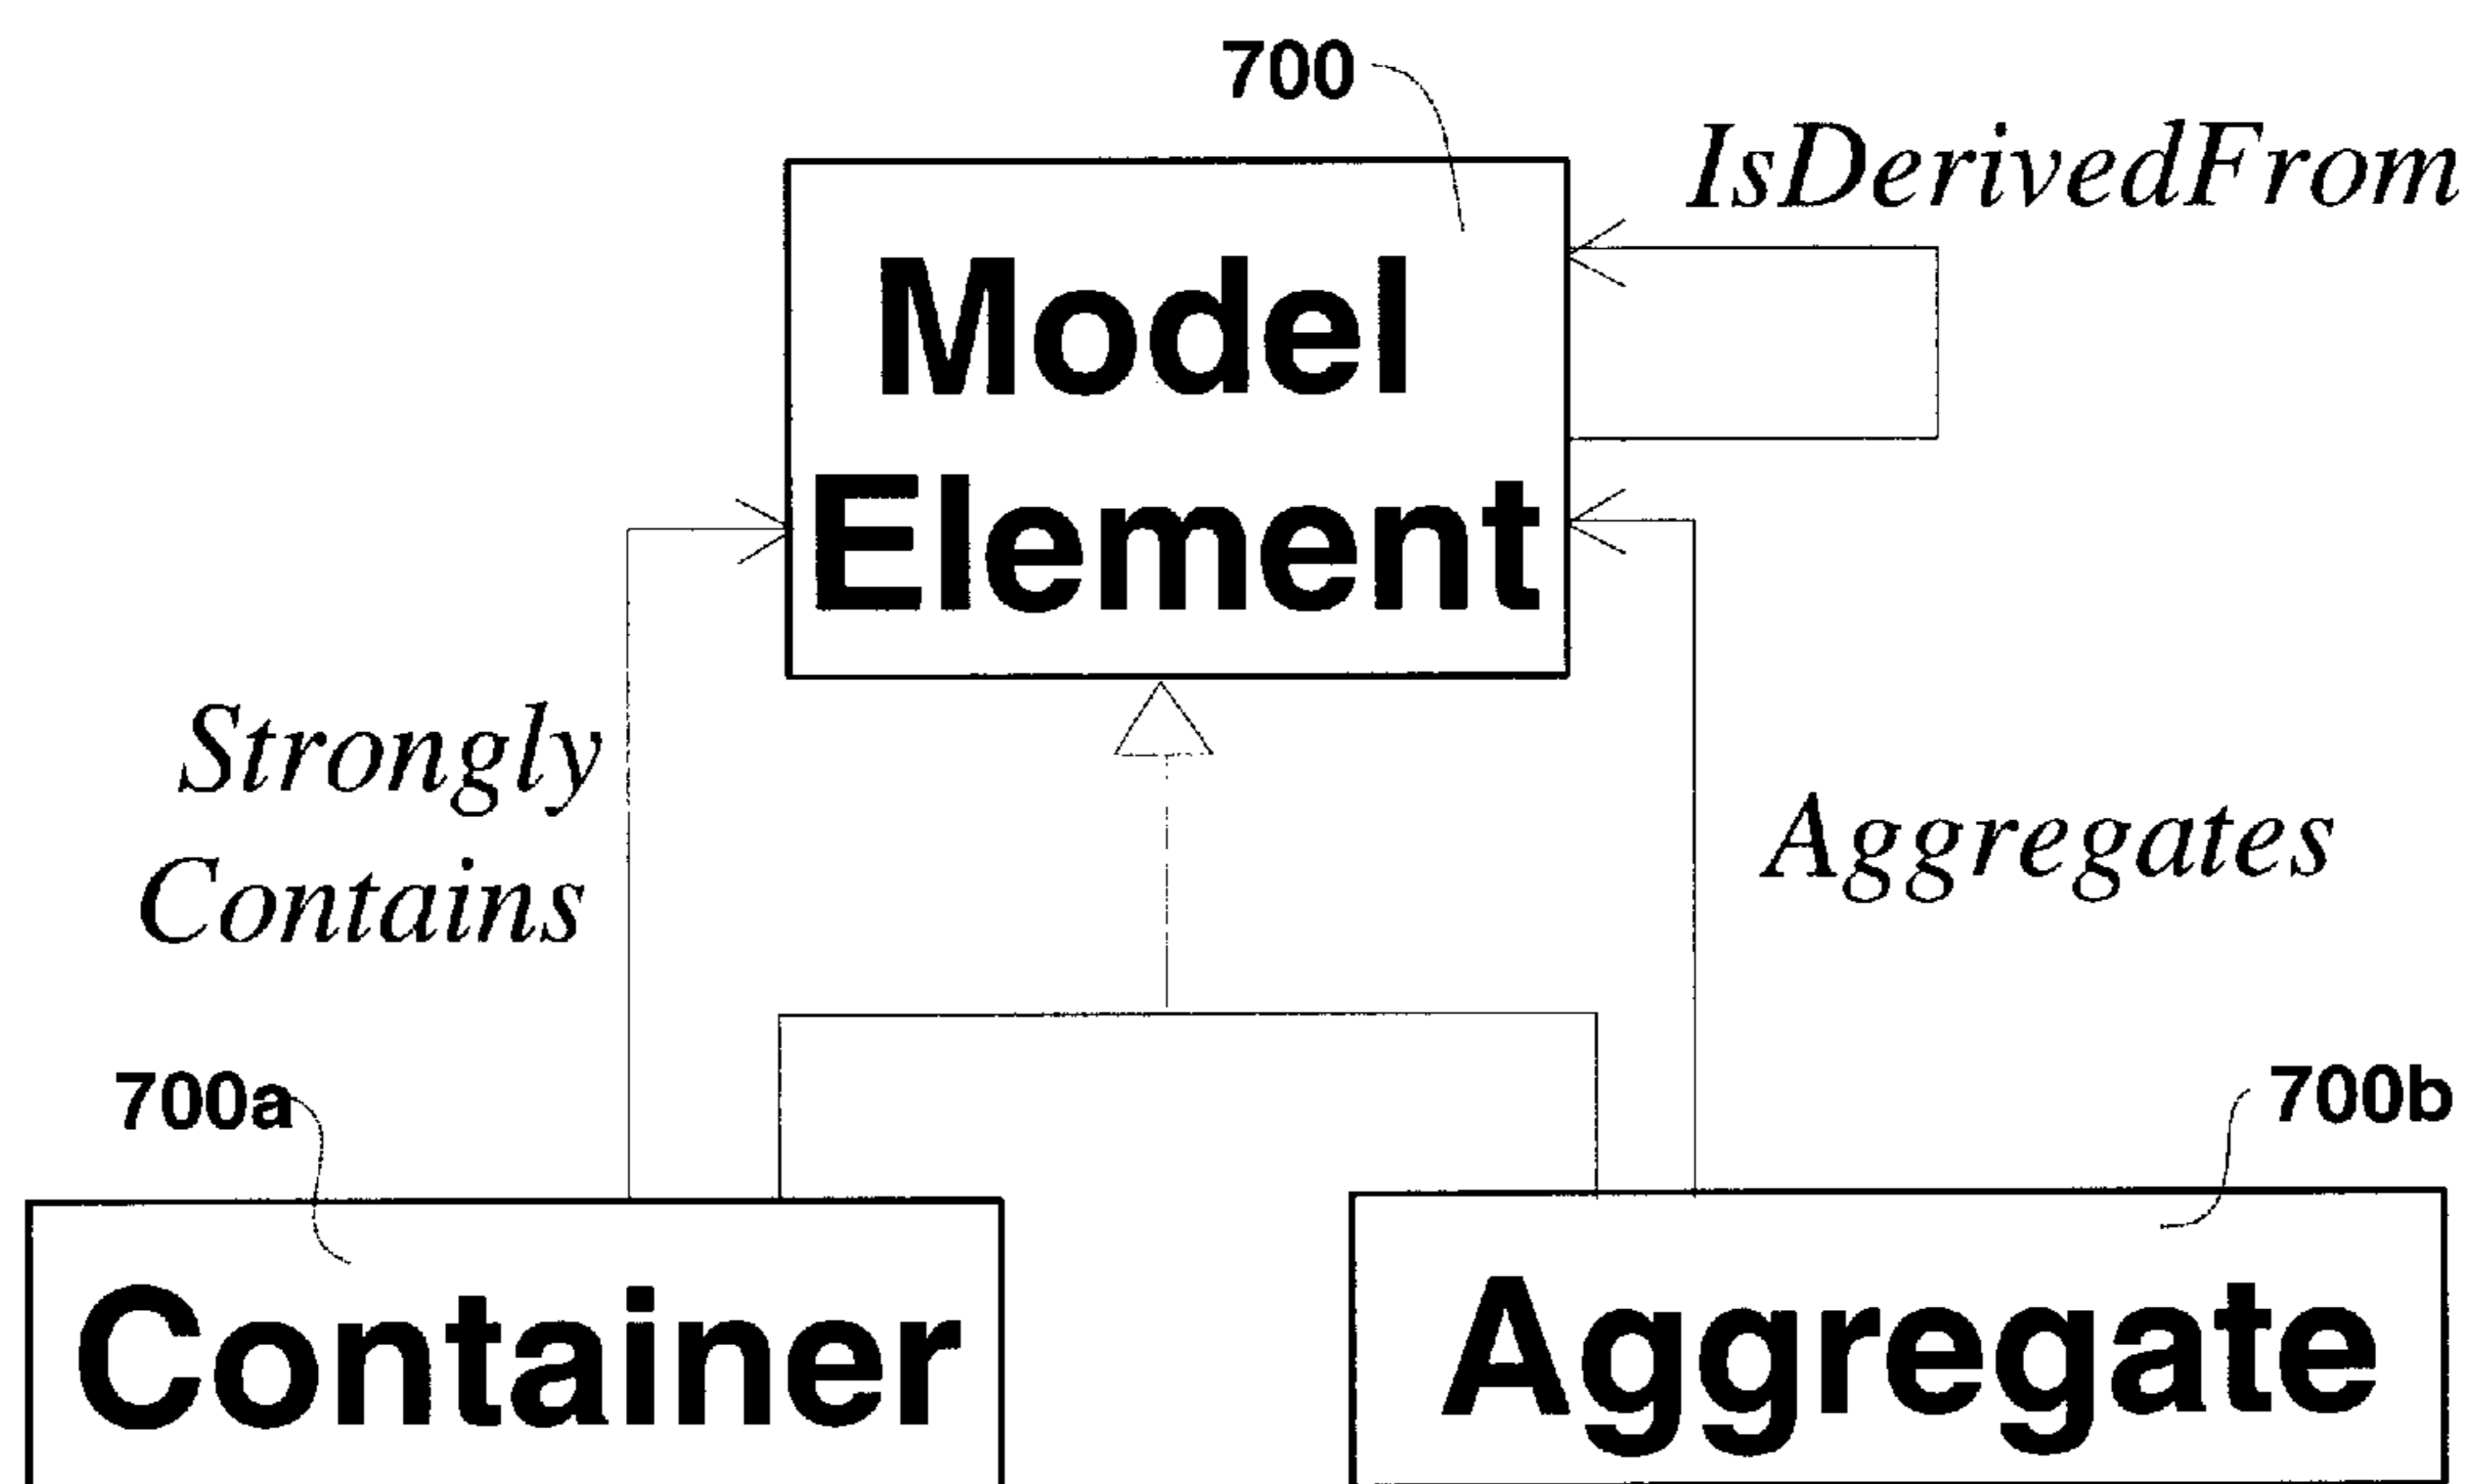 700
IsDerivedFrom
Model
Element
Strongly
Contains
Aggregates
700a
700b
Container
Aggregate